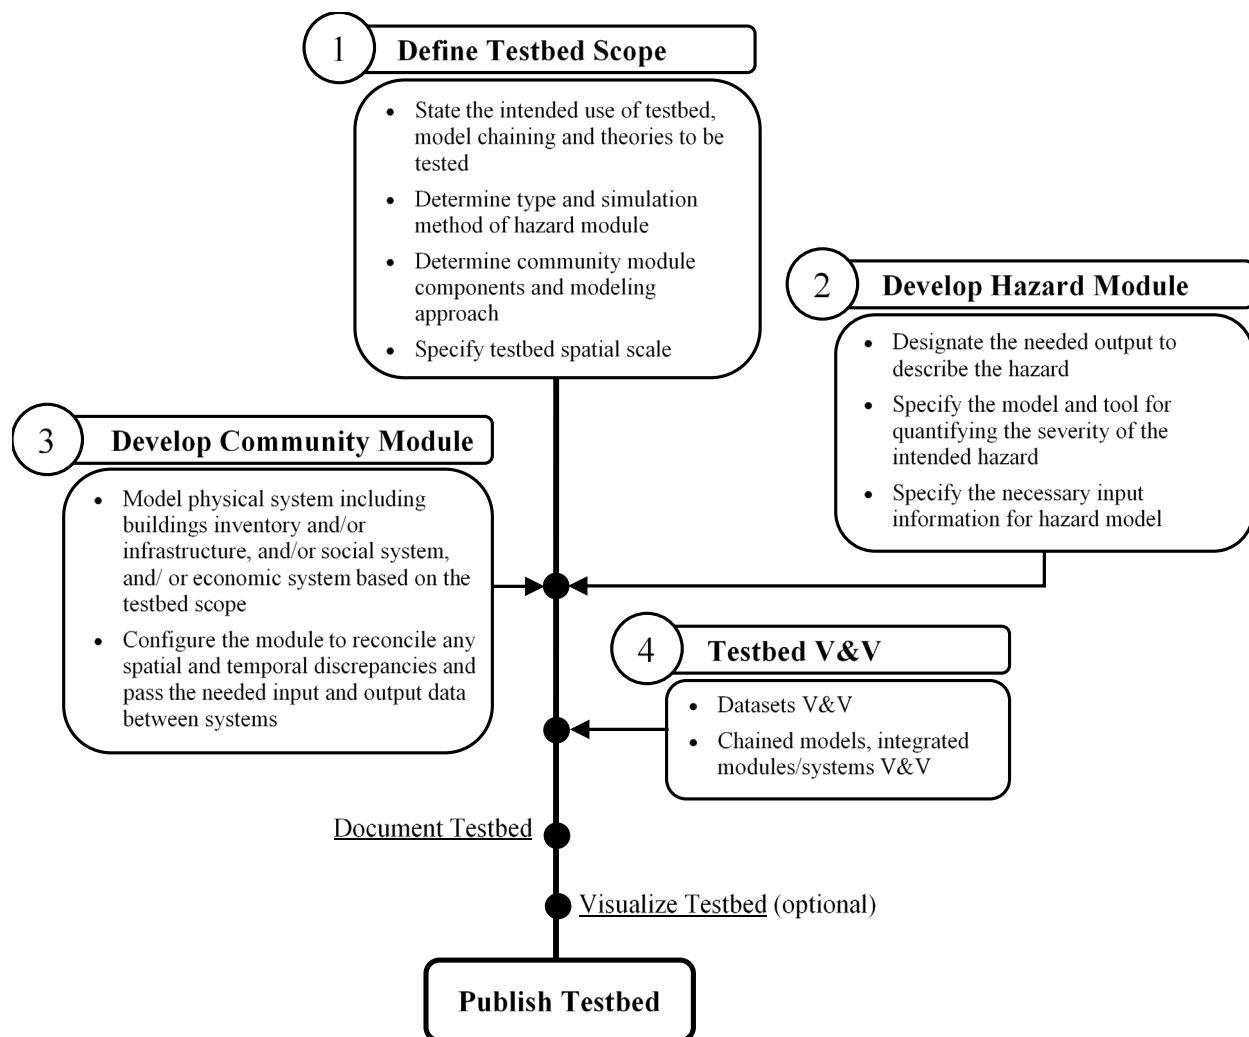 1
Define Testbed Scope
• State the intended use of testbed,
model chaining and theories to be
tested
• Determine type and simulation
method of hazard module
• Determine community module
components and modeling
approach
• Specify testbed spatial scale
2
Develop Hazard Module
• Designate the needed output to
describe the hazard
• Specify the model and tool for
quantifying the severity of the
intended hazard
• Specify the necessary input
information for hazard model
3
Develop Community Module
• Model physical system including
buildings inventory and/or
infrastructure, and/or social system,
and/ or economic system based on the
testbed scope
• Configure the module to reconcile any
spatial and temporal discrepancies and
pass the needed input and output data
between systems
4
Testbed V&V
• Datasets V&V
• Chained models, integrated
modules/systems V&V
Document Testbed
Visualize Testbed (optional)
Publish Testbed